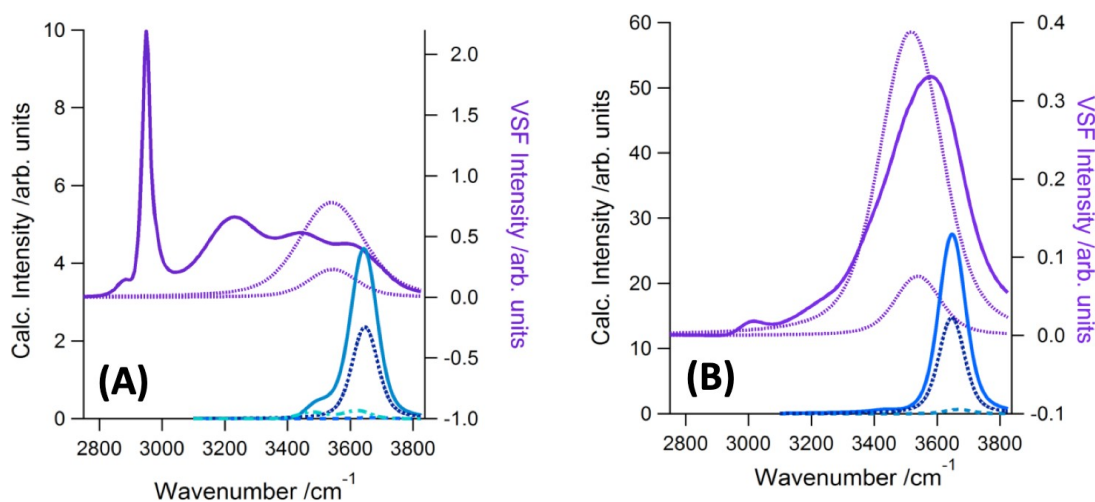 10
8
6
4
2
0
Calc. Intensity /arb. units
2.0
1.5
1.0
0.5
0.0
-0.5
-1.0
VSF Intensity /arb. units
(A)
2800 3000 3200 3400 3600 3800
Wavenumber /cm⁻¹
60
50
40
30
20
10
0
Calc. Intensity /arb. units
0.4
0.3
0.2
0.1
0.0
-0.1
VSF Intensity /arb. units
(B)
2800 3000 3200 3400 3600 3800
Wavenumber /cm⁻¹